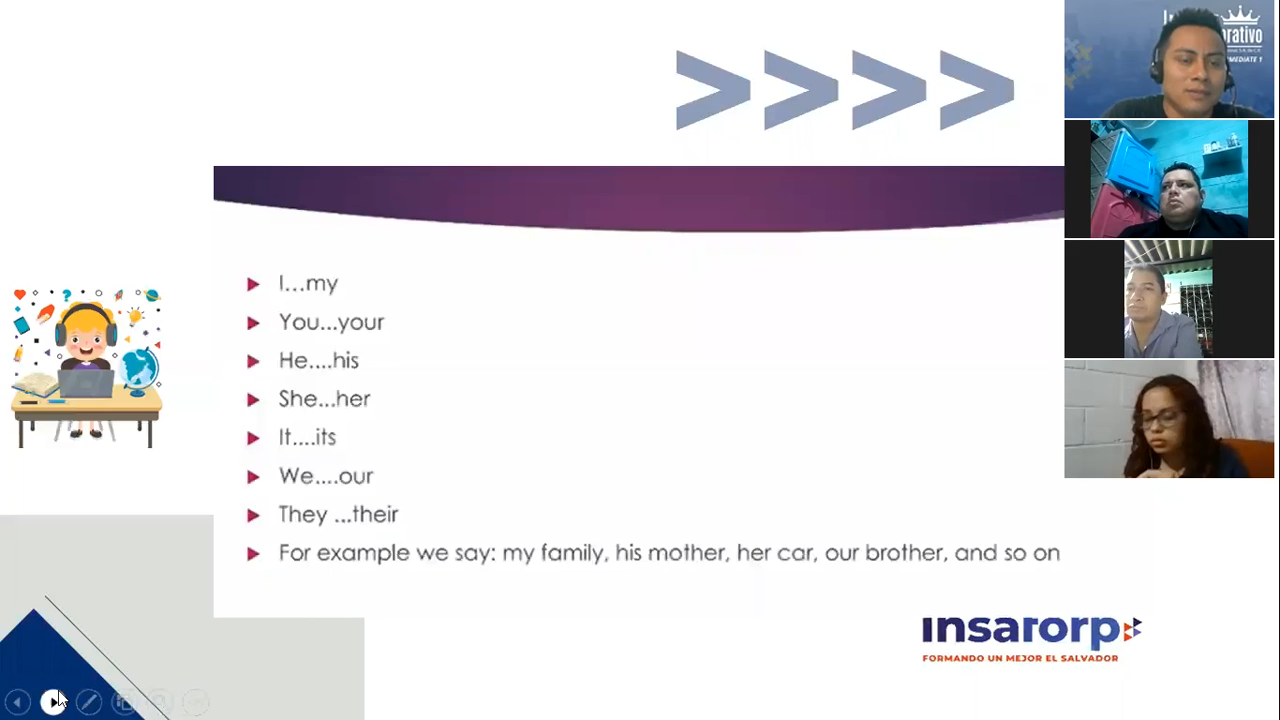 I...my
You...your
He....his
She...her
It....its
We....our
They ...their
For example we say: my family, his mother, her car, our brother, and so on
insarorp
FORMANDO UN MEJOR EL SALVADOR